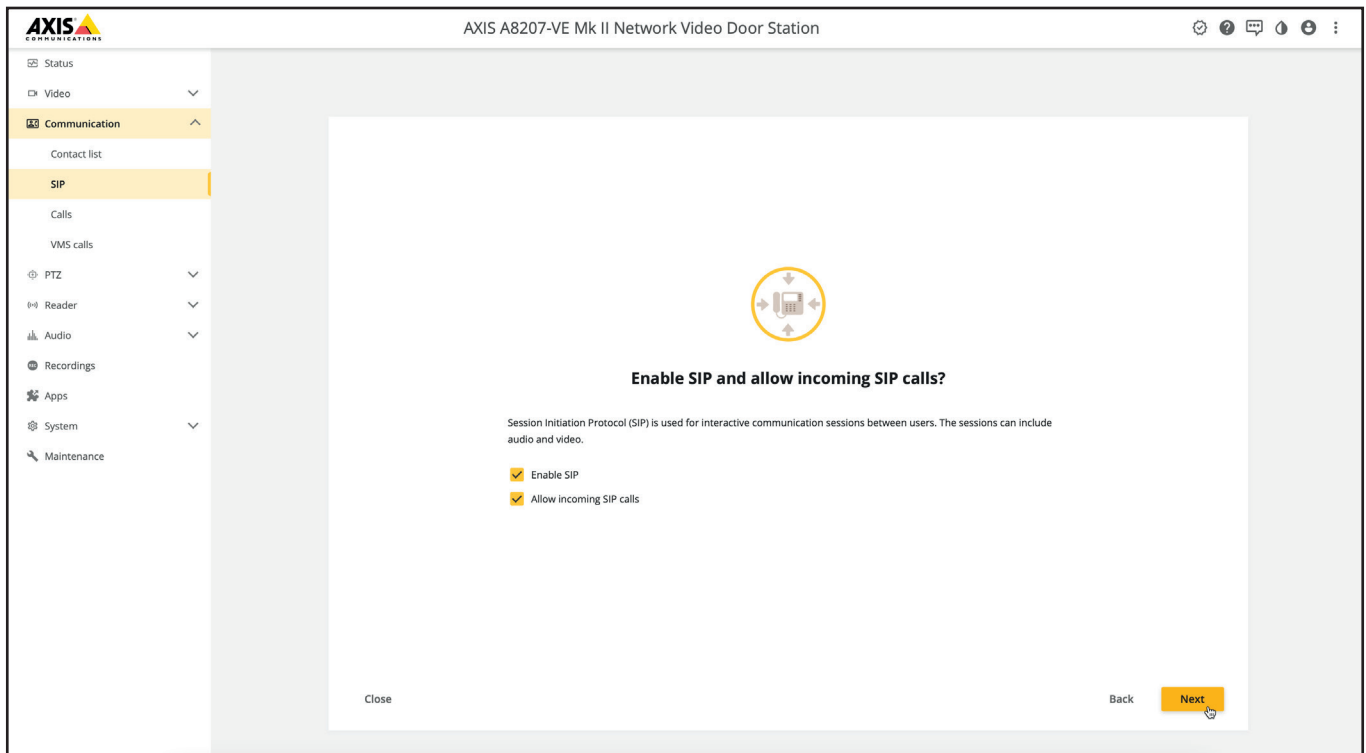 AXIS
COMMUNICATIONS
AXIS A8207-VE Mk II Network Video Door Station
Status
Video
Communication
Contact list
SIP
Calls
VMS calls
PTZ
Reader
Audio
Recordings
Apps
System
Maintenance
Enable SIP and allow incoming SIP calls?
Session Initiation Protocol (SIP) is used for interactive communication sessions between users. The sessions can include
audio and video.
Enable SIP
Allow incoming SIP calls
Close
Back
Next